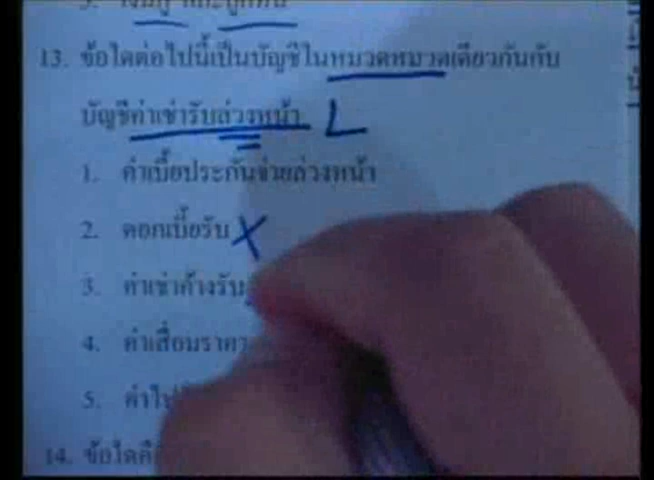 13. ข้อใดต่อไปนี้เป็นบัญชีในหมวดหมวดเดียวกันกับ
บัญชีค่าเช่ารับล่วงหน้า L
1. ค่าเบี้ยประกันจ่ายล่วงหน้า
2. ดอกเบี้ยรับ X
3. ค่าเช่าค้างรับ
4. ค่าเสื่อมราคา
5.
14. ข้อใด